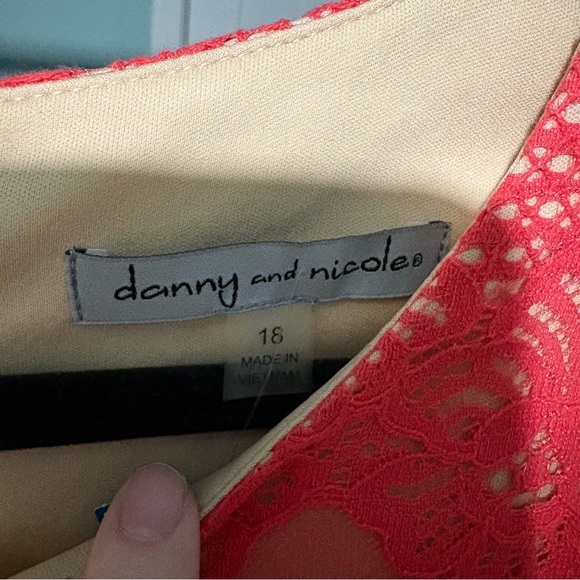 danny and nicole®
18
MADE IN
VIETNAM